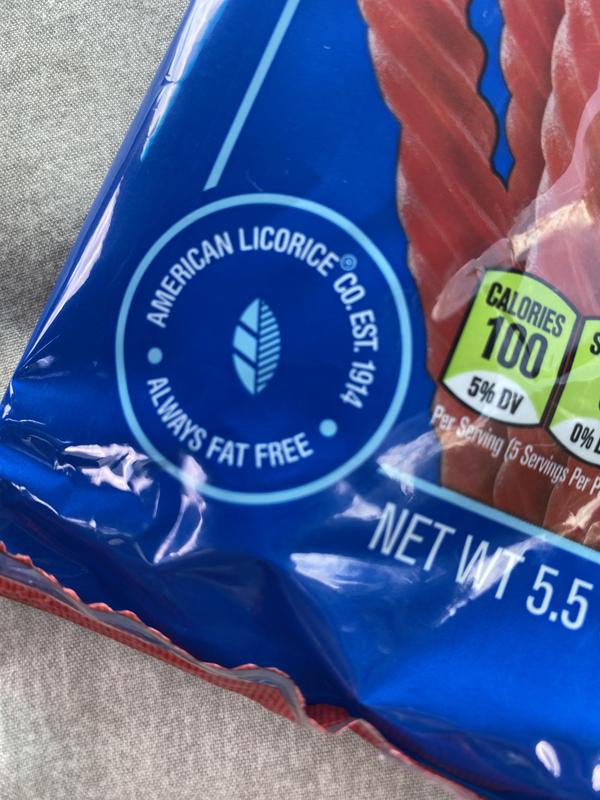 AMERICAN LICORICE® CO. EST. 1914
ALWAYS FAT FREE
CALORIES
100
5% DV
0%
Per Serving (5 Servings Per
NET WT 5.5